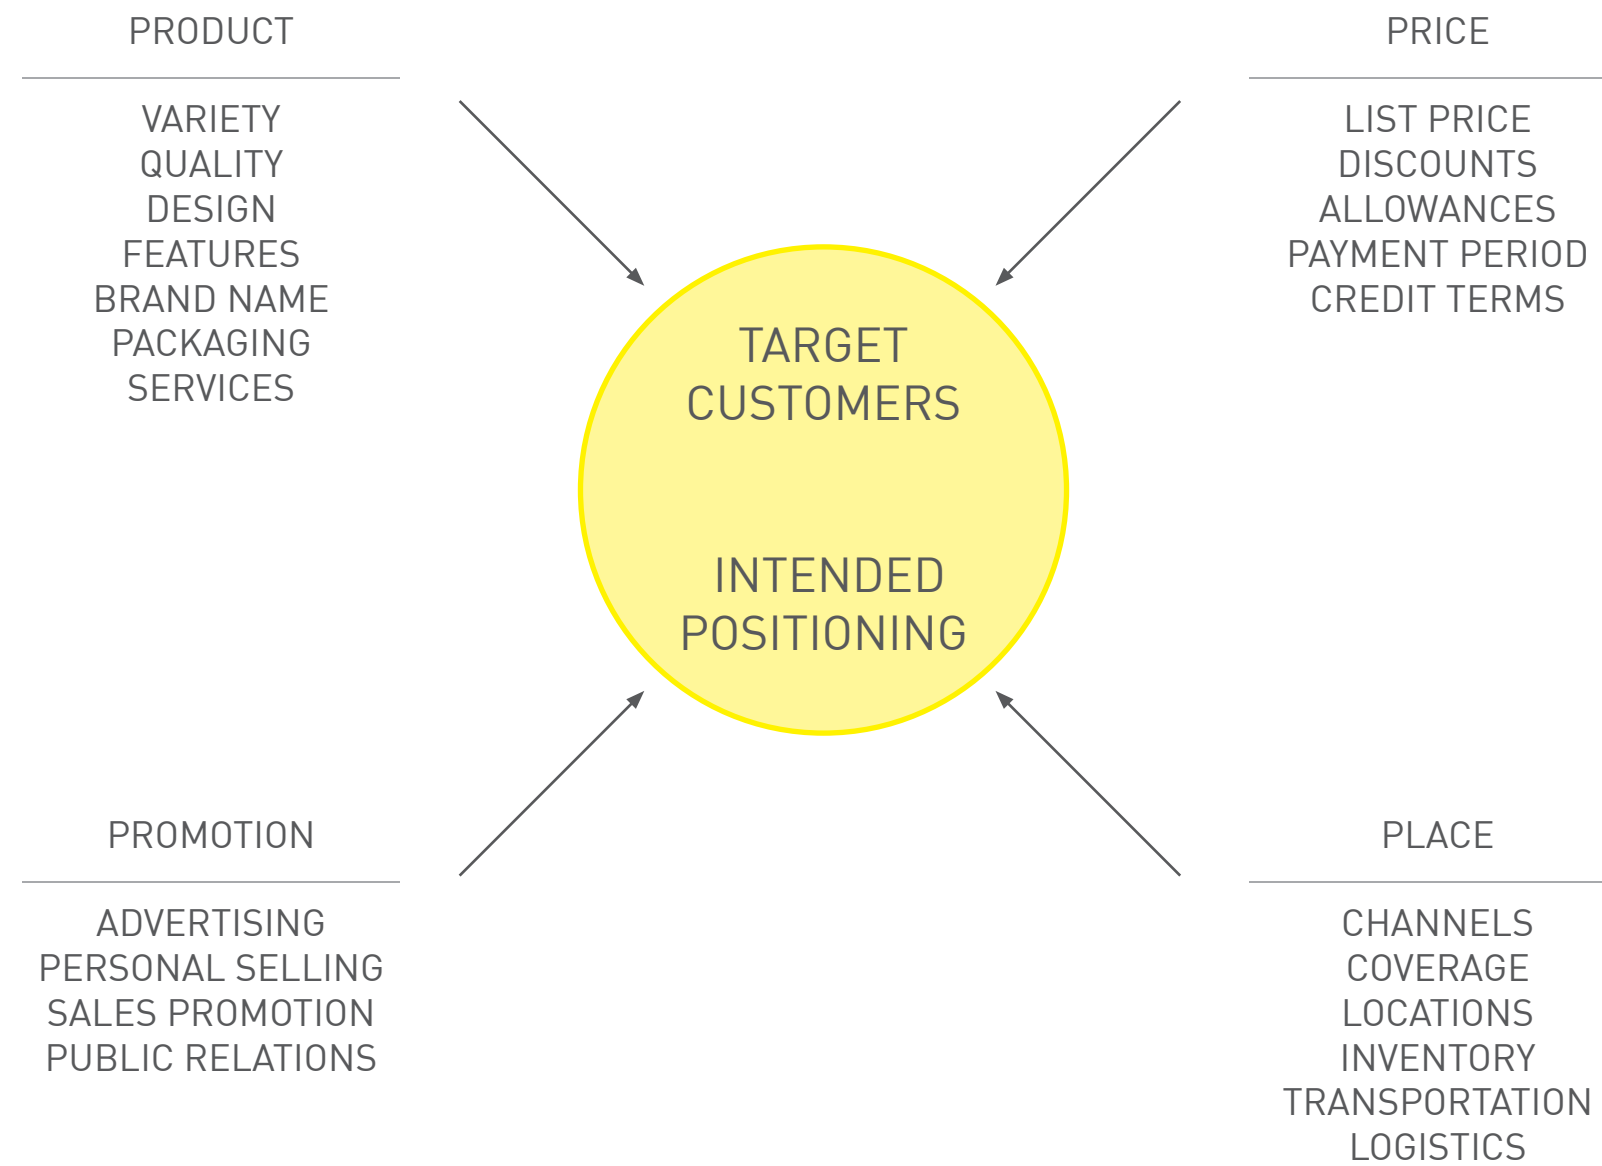 PRODUCT
VARIETY
QUALITY
DESIGN
FEATURES
BRAND NAME
PACKAGING
SERVICES
PRICE
LIST PRICE
DISCOUNTS
ALLOWANCES
PAYMENT PERIOD
CREDIT TERMS
TARGET
CUSTOMERS
INTENDED
POSITIONING
PROMOTION
ADVERTISING
PERSONAL SELLING
SALES PROMOTION
PUBLIC RELATIONS
PLACE
CHANNELS
COVERAGE
LOCATIONS
INVENTORY
TRANSPORTATION
LOGISTICS